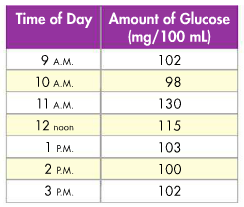 Time of Day Amount of Glucose
(mg/100 mL)
9 A.M. 102
10 A.M. 98
11 A.M. 130
12 noon 115
1 P.M. 103
2 P.M. 100
3 P.M. 102